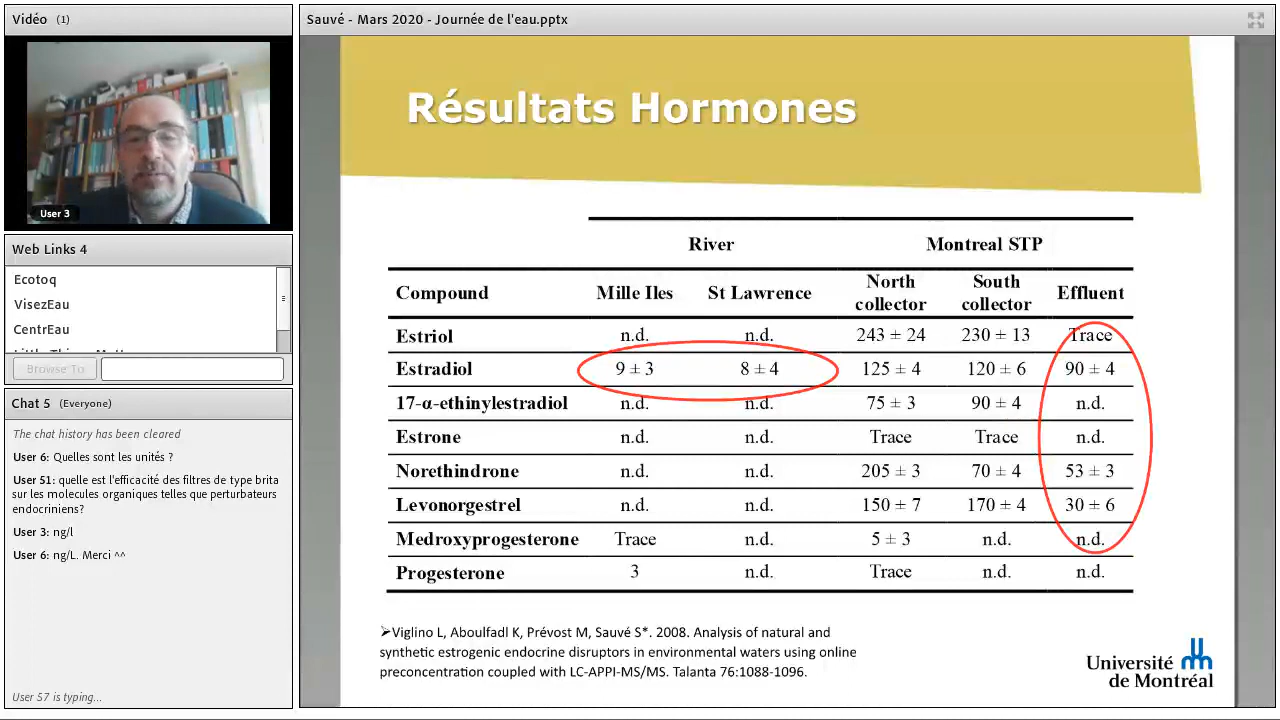 Vidéo (1)
User 3
Web Links 4
Ecotoq
VisezEau
CentrEau
Browse To
Chat 5 (Everyone)
The chat history has been cleared
User 6: Quelles sont les unités ?
User 51: quelle est l'efficacité des filtres de type brita
sur les molecules organiques telles que perturbateurs
endocriniens?
User 3: ng/l
User 6: ng/L. Merci ^^
User 57 is typing...
Sauvé - Mars 2020 - Journée de l'eau.pptx
Résultats Hormones
River Montreal STP
Compound Mille Iles St Lawrence North collector South collector Effluent
Estriol n.d. n.d. 243 ± 24 230 ± 13 Trace
Estradiol 9 ± 3 8 ± 4 125 ± 4 120 ± 6 90 ± 4
17-α-ethinylestradiol n.d. n.d. 75 ± 3 90 ± 4 n.d.
Estrone n.d. n.d. Trace Trace n.d.
Norethindrone n.d. n.d. 205 ± 3 70 ± 4 53 ± 3
Levonorgestrel n.d. n.d. 150 ± 7 170 ± 4 30 ± 6
Medroxyprogesterone Trace n.d. 5 ± 3 n.d. n.d.
Progesterone 3 n.d. Trace n.d. n.d.
➢Viglino L, Aboulfadl K, Prévost M, Sauvé S*. 2008. Analysis of natural and
synthetic estrogenic endocrine disruptors in environmental waters using online
preconcentration coupled with LC-APPI-MS/MS. Talanta 76:1088-1096.
Université
de Montréal